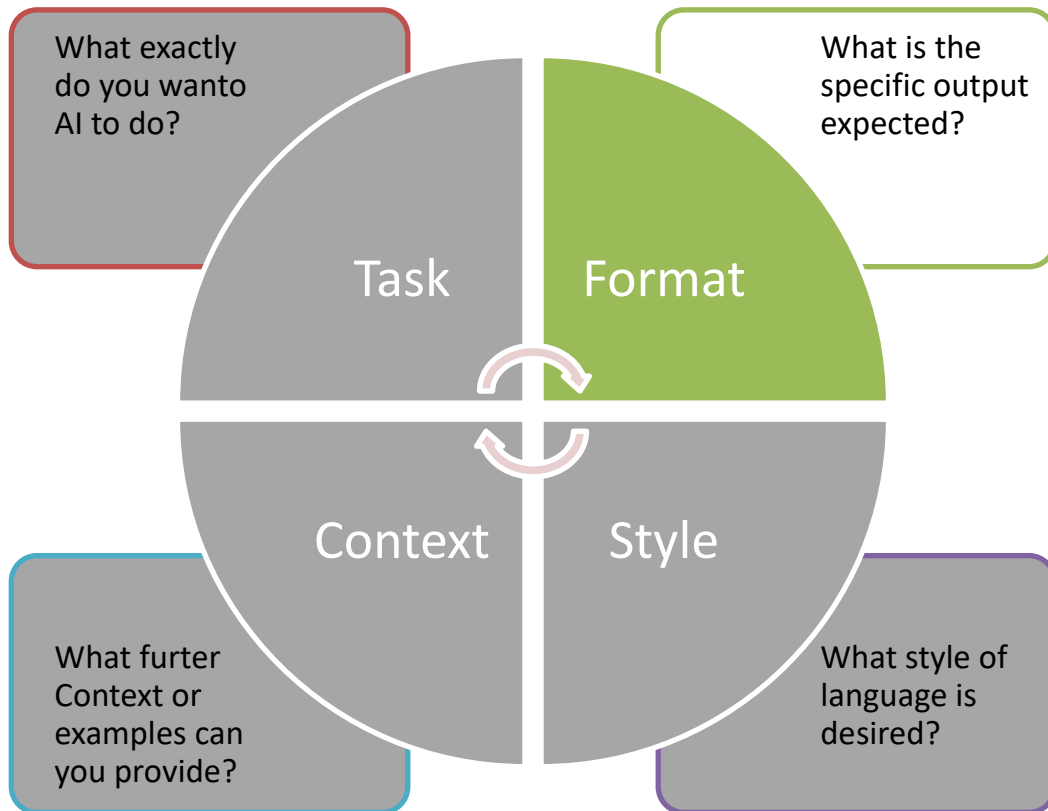 What exactly
do you wanto
AI to do?
What is the
specific output
expected?
Task
Format
Context
Style
What furter
Context or
examples can
you provide?
What style of
language is
desired?